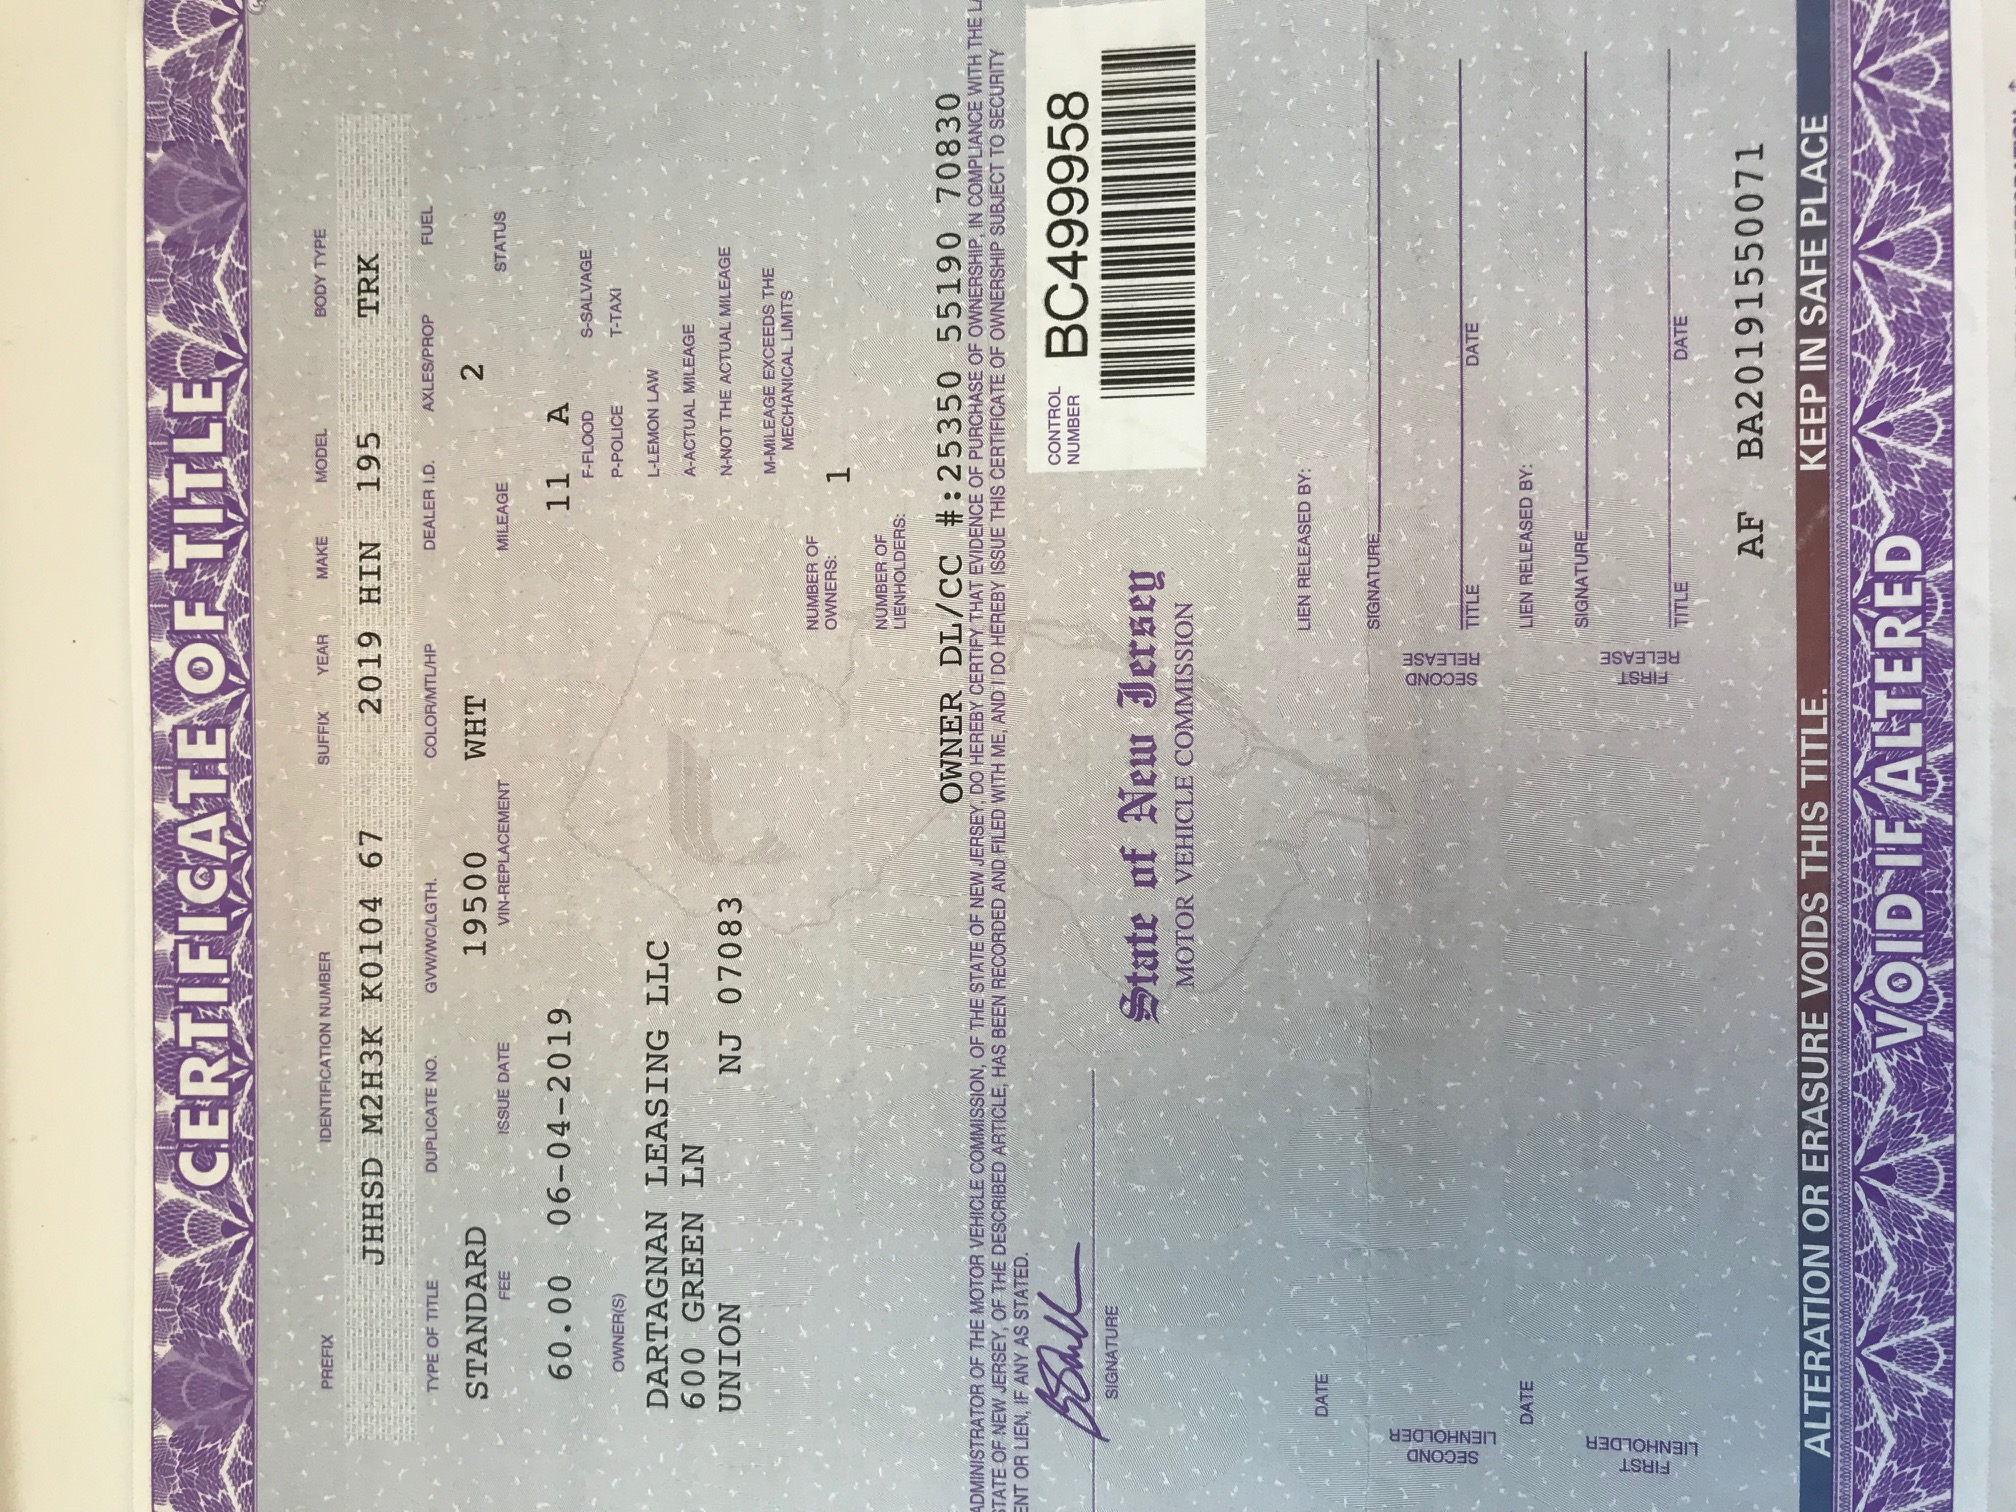 CERTIFICATE OF TITLE
PREFIX IDENTIFICATION NUMBER SUFFIX YEAR MAKE MODEL BODY TYPE
JHHSD M2H3K K0104 67 2019 HIN 195 TRK
TYPE OF TITLE DUPLICATE NO. GVW/WC/LGTH. COLOR/MTL/HP DEALER I.D. AXLES/PROP FUEL
STANDARD 19500 WHT 2
FEE ISSUE DATE VIN-REPLACEMENT MILEAGE STATUS
60.00 06-04-2019 11 A
F-FLOOD S-SALVAGE
OWNER(S) P-POLICE T-TAXI
DARTAGNAN LEASING LLC L-LEMON LAW
600 GREEN LN A-ACTUAL MILEAGE
UNION NJ 07083 N-NOT THE ACTUAL MILEAGE
M-MILEAGE EXCEEDS THE
MECHANICAL LIMITS
NUMBER OF
OWNERS: 1
NUMBER OF
LIENHOLDERS:
OWNER DL/CC #:25350 55190 70830
ADMINISTRATOR OF THE MOTOR VEHICLE COMMISSION, OF THE STATE OF NEW JERSEY, DO HEREBY CERTIFY THAT EVIDENCE OF PURCHASE OF OWNERSHIP, IN COMPLIANCE WITH THE
STATE OF NEW JERSEY, OF THE DESCRIBED ARTICLE, HAS BEEN RECORDED AND FILED WITH ME, AND I DO HEREBY ISSUE THIS CERTIFICATE OF OWNERSHIP SUBJECT TO SECURITY
ENT OR LIEN, IF ANY AS STATED.
CONTROL
NUMBER BC499958
SIGNATURE
State of New Jersey
MOTOR VEHICLE COMMISSION
DATE
LIEN RELEASED BY:
SIGNATURE
SECOND
LIENHOLDER
SECOND
RELEASE
TITLE DATE
DATE
LIEN RELEASED BY:
SIGNATURE
FIRST
LIENHOLDER
FIRST
RELEASE
TITLE DATE
AF BA20191550071
ALTERATION OR ERASURE VOIDS THIS TITLE. KEEP IN SAFE PLACE
VOID IF ALTERED